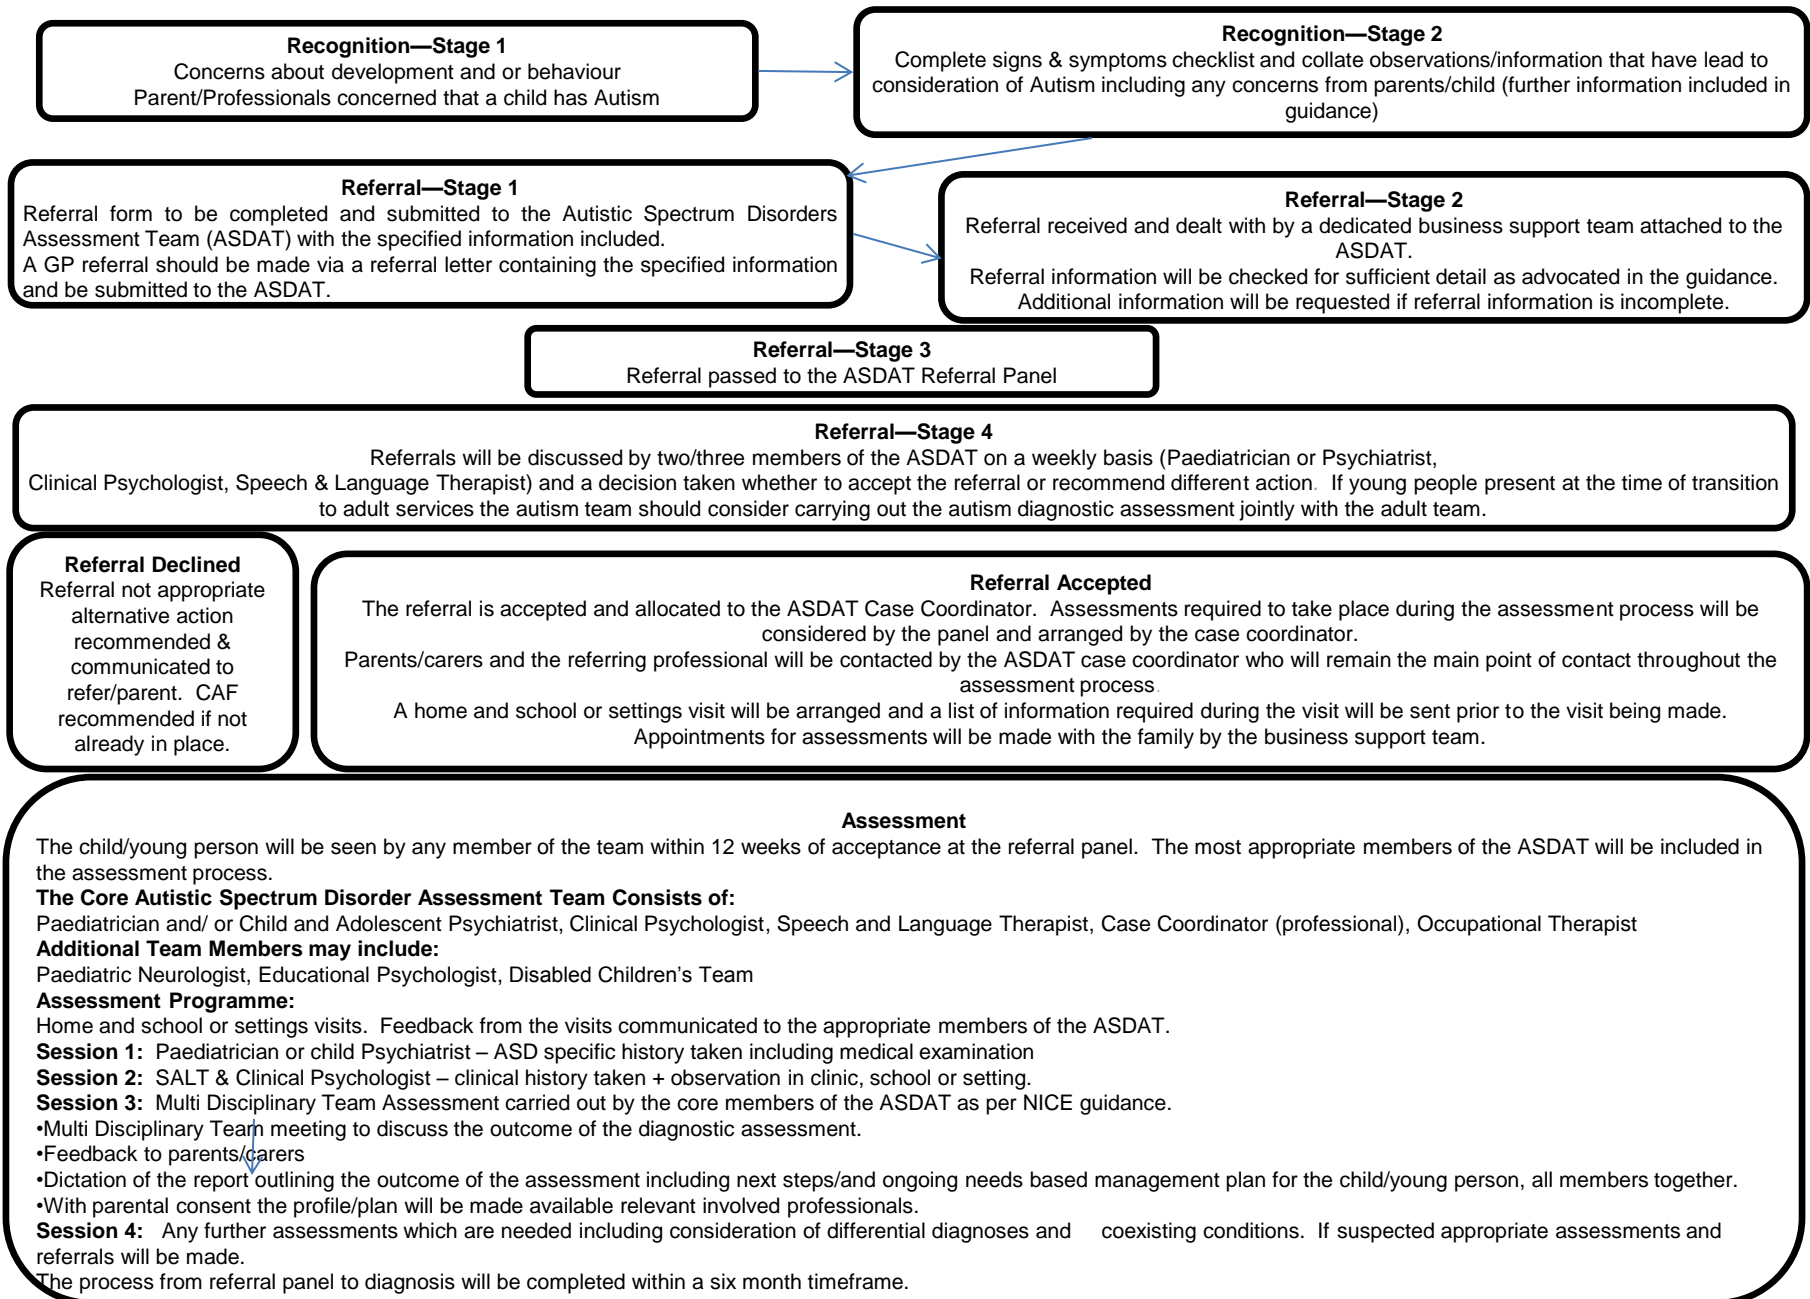 Recognition—Stage 1
Concerns about development and or behaviour
Parent/Professionals concerned that a child has Autism
Recognition—Stage 2
Complete signs & symptoms checklist and collate observations/information that have lead to
consideration of Autism including any concerns from parents/child (further information included in
guidance)
Referral—Stage 1
Referral form to be completed and submitted to the Autistic Spectrum Disorders
Assessment Team (ASDAT) with the specified information included.
A GP referral should be made via a referral letter containing the specified information
and be submitted to the ASDAT.
Referral—Stage 2
Referral received and dealt with by a dedicated business support team attached to the
ASDAT.
Referral information will be checked for sufficient detail as advocated in the guidance.
Additional information will be requested if referral information is incomplete.
Referral—Stage 3
Referral passed to the ASDAT Referral Panel
Referral—Stage 4
Referrals will be discussed by two/three members of the ASDAT on a weekly basis (Paediatrician or Psychiatrist,
Clinical Psychologist, Speech & Language Therapist) and a decision taken whether to accept the referral or recommend different action. If young people present at the time of transition
to adult services the autism team should consider carrying out the autism diagnostic assessment jointly with the adult team.
Referral Declined
Referral not appropriate
alternative action
recommended &
communicated to
refer/parent. CAF
recommended if not
already in place.
Referral Accepted
The referral is accepted and allocated to the ASDAT Case Coordinator. Assessments required to take place during the assessment process will be
considered by the panel and arranged by the case coordinator.
Parents/carers and the referring professional will be contacted by the ASDAT case coordinator who will remain the main point of contact throughout the
assessment process.
A home and school or settings visit will be arranged and a list of information required during the visit will be sent prior to the visit being made.
Appointments for assessments will be made with the family by the business support team.
Assessment
The child/young person will be seen by any member of the team within 12 weeks of acceptance at the referral panel. The most appropriate members of the ASDAT will be included in
the assessment process.
The Core Autistic Spectrum Disorder Assessment Team Consists of:
Paediatrician and/ or Child and Adolescent Psychiatrist, Clinical Psychologist, Speech and Language Therapist, Case Coordinator (professional), Occupational Therapist
Additional Team Members may include:
Paediatric Neurologist, Educational Psychologist, Disabled Children's Team
Assessment Programme:
Home and school or settings visits. Feedback from the visits communicated to the appropriate members of the ASDAT.
Session 1: Paediatrician or child Psychiatrist – ASD specific history taken including medical examination
Session 2: SALT & Clinical Psychologist – clinical history taken + observation in clinic, school or setting.
Session 3: Multi Disciplinary Team Assessment carried out by the core members of the ASDAT as per NICE guidance.
•Multi Disciplinary Team meeting to discuss the outcome of the diagnostic assessment.
•Feedback to parents/carers
•Dictation of the report outlining the outcome of the assessment including next steps/and ongoing needs based management plan for the child/young person, all members together.
•With parental consent the profile/plan will be made available relevant involved professionals.
Session 4: Any further assessments which are needed including consideration of differential diagnoses and coexisting conditions. If suspected appropriate assessments and
referrals will be made.
The process from referral panel to diagnosis will be completed within a six month timeframe.